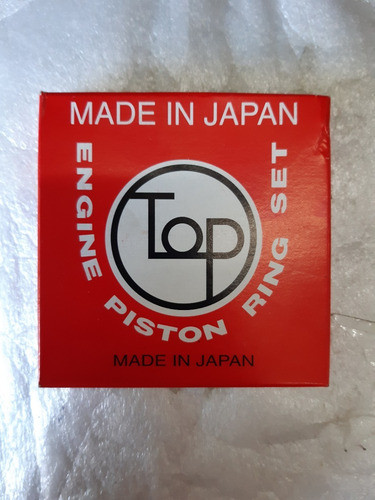 MADE IN JAPAN
ENGINE PISTON RING SET
Top
MADE IN JAPAN